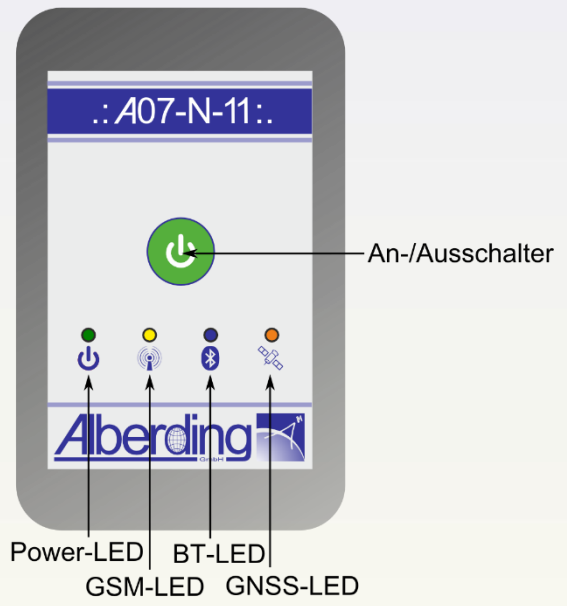 .:A07-N-11:.
An-/Ausschalter
Alberding
GmbH
N
Power-LED
BT-LED
GSM-LED
GNSS-LED